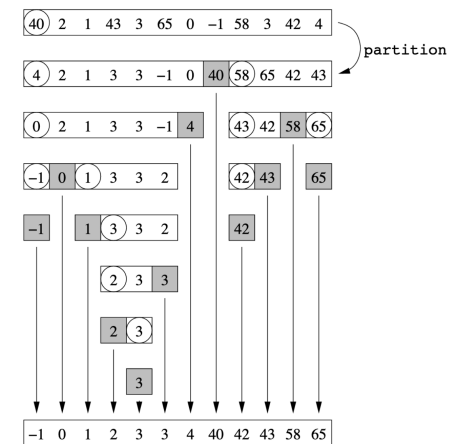 40 2 1 43 3 65 0 −1 58 3 42 4
partition
4 2 1 3 3 −1 0 40 58 65 42 43
0 2 1 3 3 −1 4 43 42 58 65
−1 0 1 3 3 2 42 43 65
−1 1 3 3 2 42
2 3 3
2 3
3
−1 0 1 2 3 3 4 40 42 43 58 65